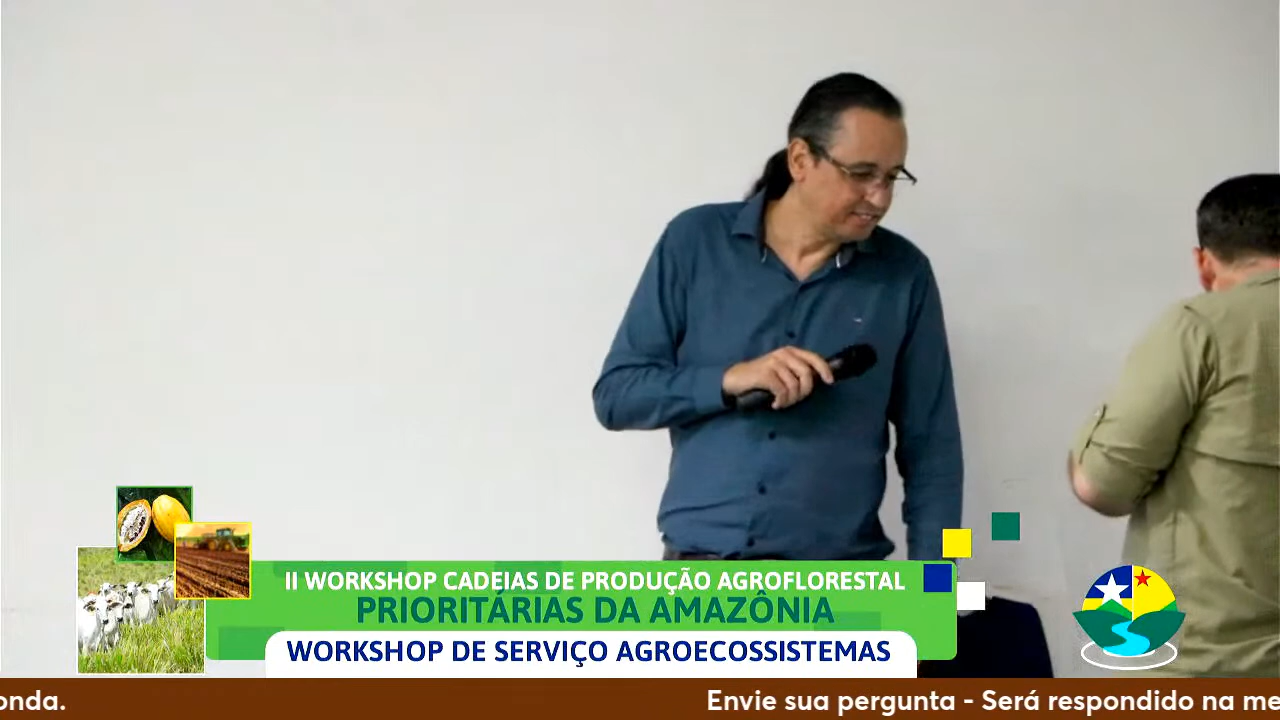 II WORKSHOP CADEIAS DE PRODUÇÃO AGROFLORESTAL
PRIORITÁRIAS DA AMAZÔNIA
WORKSHOP DE SERVIÇO AGROECOSSISTEMAS
onda. Envie sua pergunta - Será respondido na me